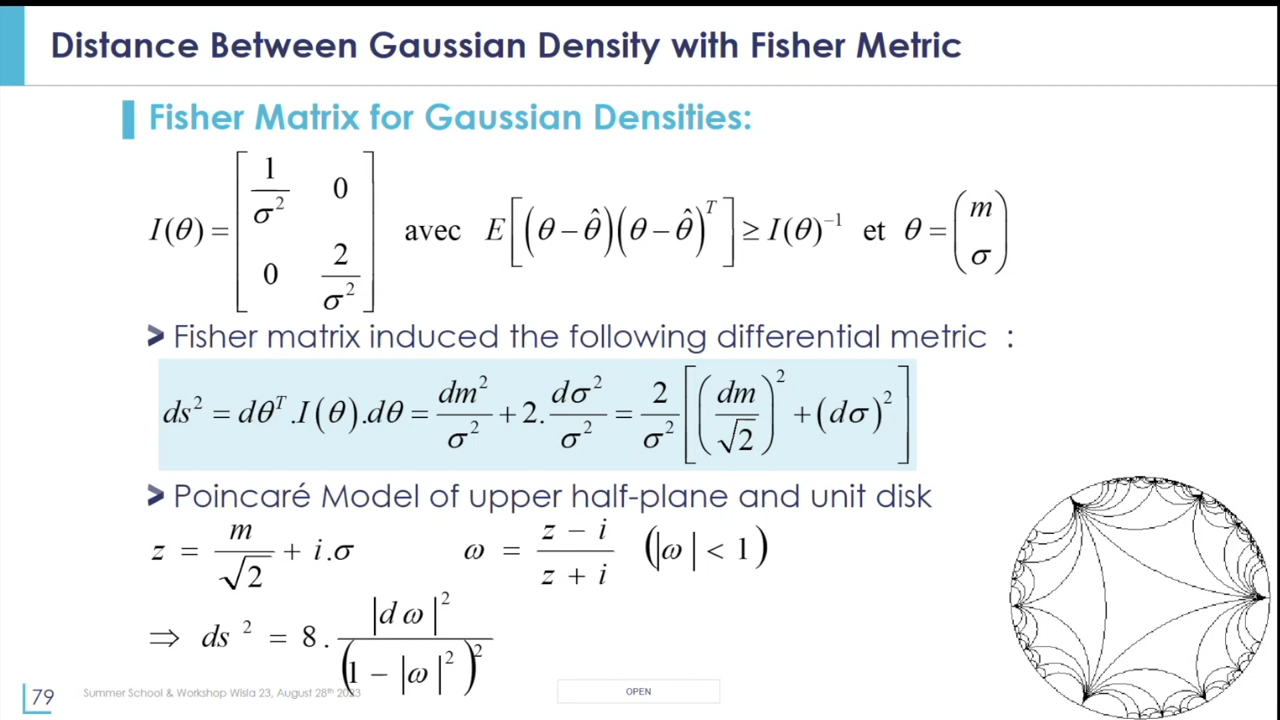 Distance Between Gaussian Density with Fisher Metric
Fisher Matrix for Gaussian Densities:
I(θ) = [ 1/σ² 0 ; 0 2/σ² ] avec E[(θ − θ̂)(θ − θ̂)ᵀ] ≥ I(θ)⁻¹ et θ = ( m ; σ )
➢ Fisher matrix induced the following differential metric :
ds² = dθᵀ.I(θ).dθ = dm²/σ² + 2.dσ²/σ² = 2/σ² [ (dm/√2)² + (dσ)² ]
➢ Poincaré Model of upper half-plane and unit disk
z = m/√2 + i.σ ω = (z − i)/(z + i) (|ω| < 1)
⇒ ds² = 8. |dω|²/(1 − |ω|²)²
79 Summer School & Workshop Wisla 23, August 28th 2023
OPEN